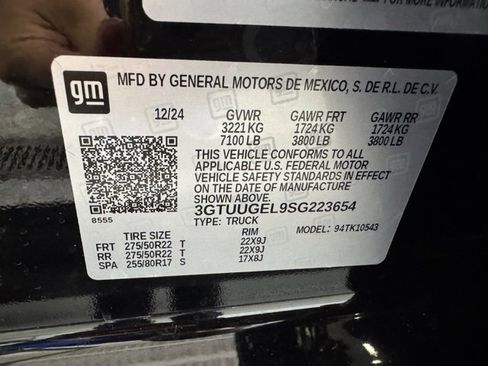 FOR MORE INFORMATION
gm
MFD BY GENERAL MOTORS DE MEXICO, S. DE R.L. DE C.V.
12/24 GVWR GAWR FRT GAWR RR
3221 KG 1724 KG 1724 KG
7100 LB 3800 LB 3800 LB
THIS VEHICLE CONFORMS TO ALL
APPLICABLE U.S. FEDERAL MOTOR
VEHICLE SAFETY STANDARDS IN EFFECT
ON THE DATE OF MANUFACTURE
SHOWN ABOVE.
8555 3GTUUGEL9SG223654
TYPE: TRUCK MODEL: 94TK10543
TIRE SIZE RIM
FRT 275/50R22 T 22X9J
RR 275/50R22 T 22X9J
SPA 255/80R17 S 17X8J